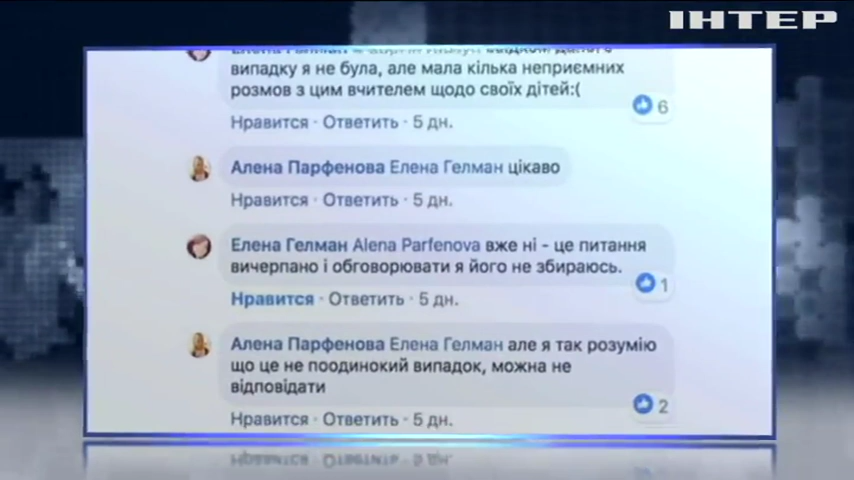 ІНТЕР
випадку я не була, але мала кілька неприємних
розмов з цим вчителем щодо своїх дітей:(
6
Нравится · Ответить · 5 дн.
Алена Парфенова Елена Гелман цікаво
Нравится · Ответить · 5 дн.
Елена Гелман Alena Parfenova вже ні - це питання
вичерпано і обговорювати я його не збираюсь.
1
Нравится · Ответить · 5 дн.
Алена Парфенова Елена Гелман але я так розумію
що це не поодинокий випадок, можна не
відповідати
2
Нравится · Ответить · 5 дн.